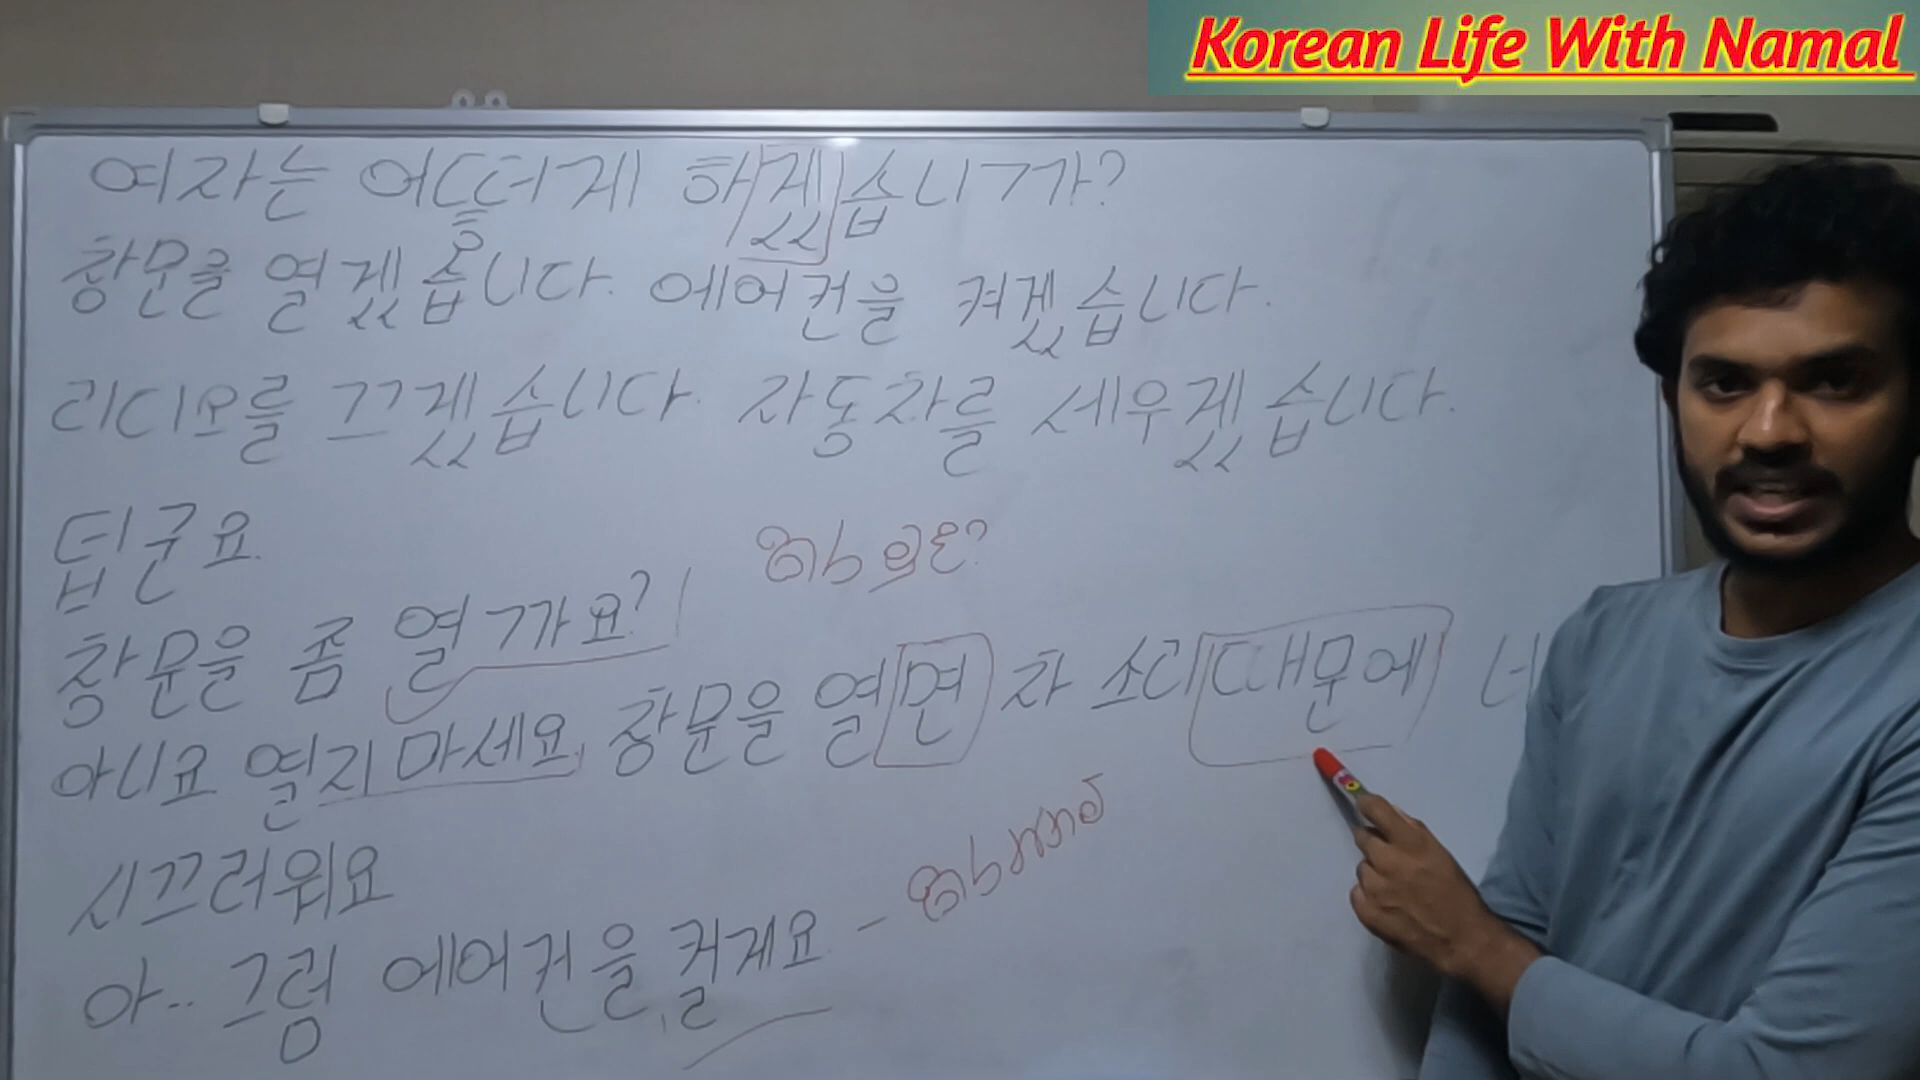 Korean Life With Namal
여자는 어떻게 하겠습니까?
창문을 열겠습니다. 에어컨을 켜겠습니다.
리디오를 끄겠습니다. 자동차를 세우겠습니다.
덥군요.
창문을 좀 열까요?
아니요 열지 마세요. 창문을 열면 차 소리 때문에
시끄러워요
아.. 그럼 에어컨을 켤게요 -